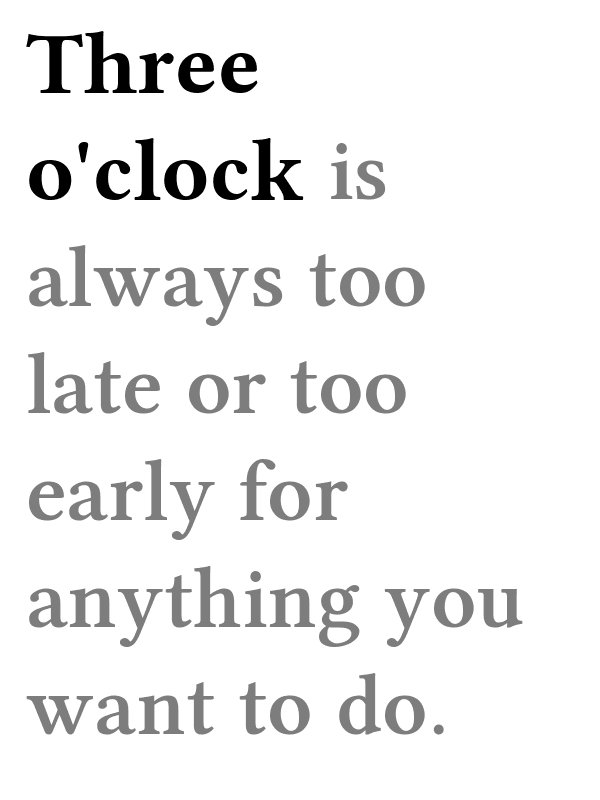 Three
o'clock is
always too
late or too
early for
anything you
want to do.